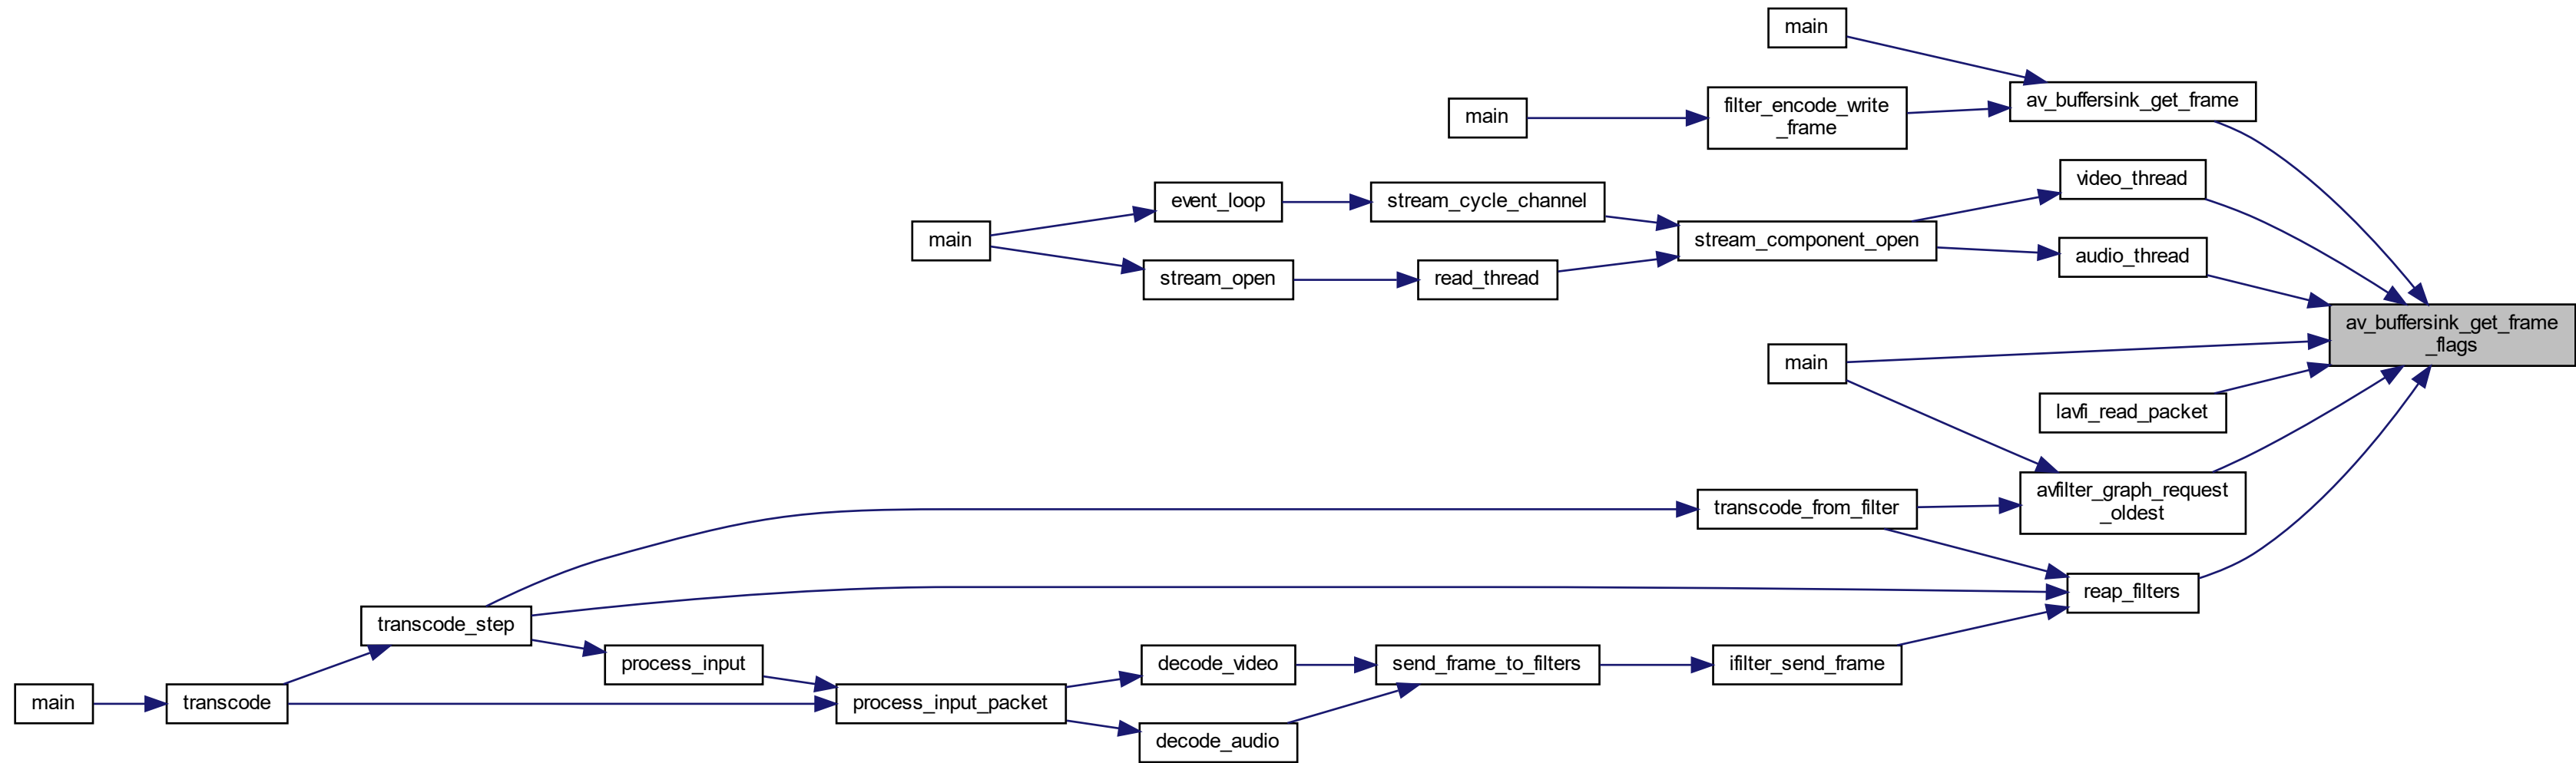 main
av_buffersink_get_frame
filter_encode_write
_frame
main
video_thread
stream_cycle_channel
event_loop
main
stream_component_open
audio_thread
stream_open
read_thread
av_buffersink_get_frame
_flags
main
lavfi_read_packet
avfilter_graph_request
_oldest
transcode_from_filter
reap_filters
transcode_step
process_input
decode_video
send_frame_to_filters
ifilter_send_frame
main
transcode
process_input_packet
decode_audio